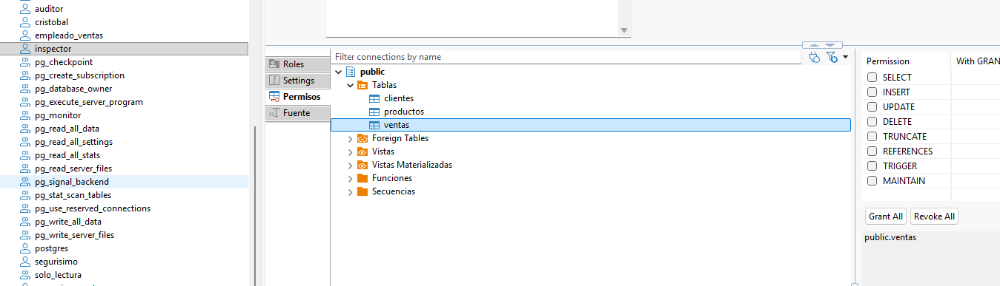 auditor
cristobal
empleado_ventas
inspector
pg_checkpoint
pg_create_subscription
pg_database_owner
pg_execute_server_program
pg_monitor
pg_read_all_data
pg_read_all_settings
pg_read_all_stats
pg_read_server_files
pg_signal_backend
pg_stat_scan_tables
pg_use_reserved_connections
pg_write_all_data
pg_write_server_files
postgres
segurisimo
solo_lectura
Roles
Settings
Permisos
Fuente
Filter connections by name
public
Tablas
clientes
productos
ventas
Foreign Tables
Vistas
Vistas Materializadas
Funciones
Secuencias
Permission With GRAN
SELECT
INSERT
UPDATE
DELETE
TRUNCATE
REFERENCES
TRIGGER
MAINTAIN
Grant All Revoke All
public.ventas